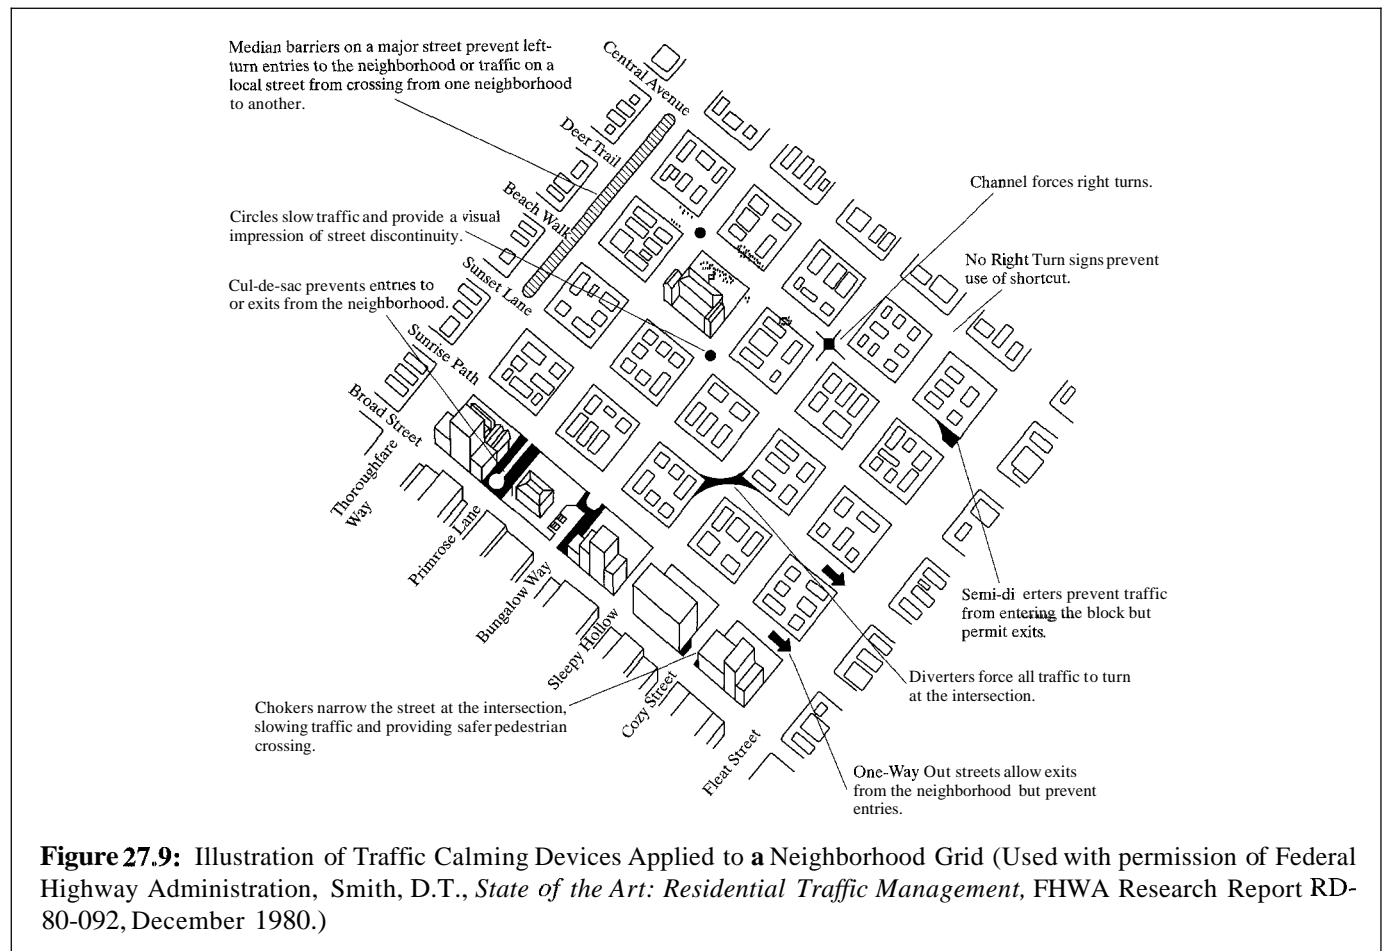 Median barriers on a major street prevent left-
turn entries to the neighborhood or traffic on a
local street from crossing from one neighborhood
to another.
Central Avenue
Deer Trail
Beach Walk
Sunset Lane
Sunrise Path
Broad Street
Circles slow traffic and provide a visual
impression of street discontinuity.
Cul-de-sac prevents entries to
or exits from the neighborhood.
Channel forces right turns.
No Right Turn signs prevent
use of shortcut.
Thoroughfare
Way
Primrose Lane
Bungalow Way
Sleepy Hollow
Cozy Street
Fleat Street
Semi-di erters prevent traffic
from entering the block but
permit exits.
Diverters force all traffic to turn
at the intersection.
Chokers narrow the street at the intersection,
slowing traffic and providing safer pedestrian
crossing.
One-Way Out streets allow exits
from the neighborhood but prevent
entries.
Figure 27.9: Illustration of Traffic Calming Devices Applied to a Neighborhood Grid (Used with permission of Federal
Highway Administration, Smith, D.T., State of the Art: Residential Traffic Management, FHWA Research Report RD-
80-092, December 1980.)